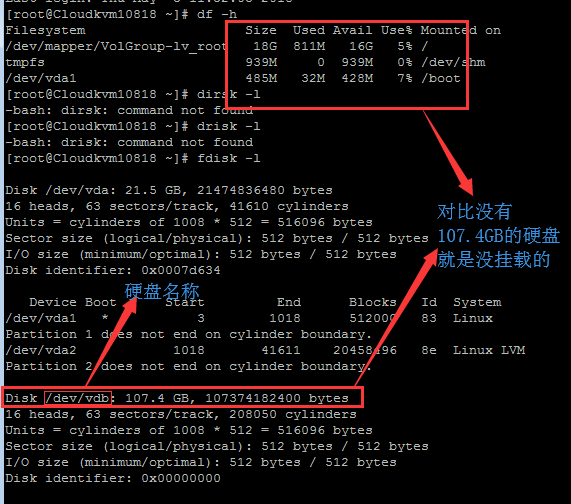 [root@Cloudkvm10818 ~]# df -h
Filesystem Size Used Avail Use% Mounted on
/dev/mapper/VolGroup-lv_root 18G 811M 16G 5% /
tmpfs 939M 0 939M 0% /dev/shm
/dev/vda1 485M 32M 428M 7% /boot
[root@Cloudkvm10818 ~]# dirsk -l
-bash: dirsk: command not found
[root@Cloudkvm10818 ~]# drisk -l
-bash: drisk: command not found
[root@Cloudkvm10818 ~]# fdisk -l
Disk /dev/vda: 21.5 GB, 21474836480 bytes
16 heads, 63 sectors/track, 41610 cylinders
Units = cylinders of 1008 * 512 = 516096 bytes
Sector size (logical/physical): 512 bytes / 512 bytes
I/O size (minimum/optimal): 512 bytes / 512 bytes
Disk identifier: 0x0007d634
对比没有
107.4GB的硬盘
就是没挂载的
硬盘名称
Device Boot Start End Blocks Id System
/dev/vda1 * 3 1018 512000 83 Linux
Partition 1 does not end on cylinder boundary.
/dev/vda2 1018 41611 20458496 8e Linux LVM
Partition 2 does not end on cylinder boundary.
Disk /dev/vdb: 107.4 GB, 107374182400 bytes
16 heads, 63 sectors/track, 208050 cylinders
Units = cylinders of 1008 * 512 = 516096 bytes
Sector size (logical/physical): 512 bytes / 512 bytes
I/O size (minimum/optimal): 512 bytes / 512 bytes
Disk identifier: 0x00000000